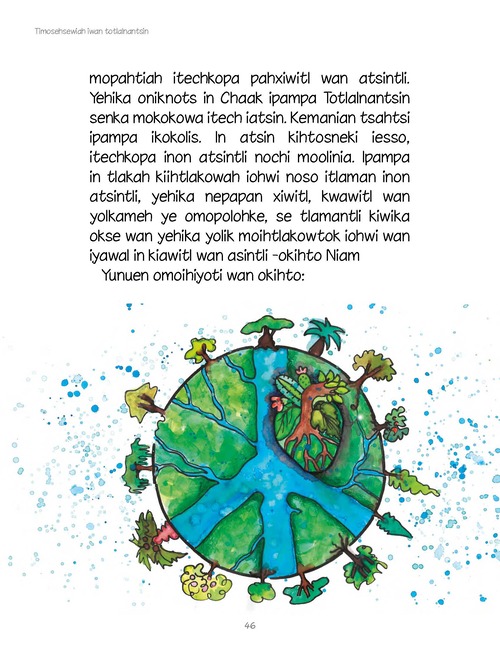 Timosehsewiah iwan totlalnantsin
mopahtiah itechkopa pahxiwitl wan atsintli.
Yehika oniknots in Chaak ipampa Totlalnantsin
senka mokokowa itech iatsin. Kemanian tsahtsi
ipampa ikokolis. In atsin kihtosneki iesso,
itechkopa inon atsintli nochi moolinia. Ipampa
in tlakah kiihtlakowah iohwi noso itlaman inon
atsintli, yehika nepapan xiwitl, kwawitl wan
yolkameh ye omopolohke, se tlamantli kiwika
okse wan yehika yolik moihtlakowtok iohwi wan
iyawal in kiawitl wan asintli -okihto Niam
Yunuen omoihiyoti wan okihto:
46